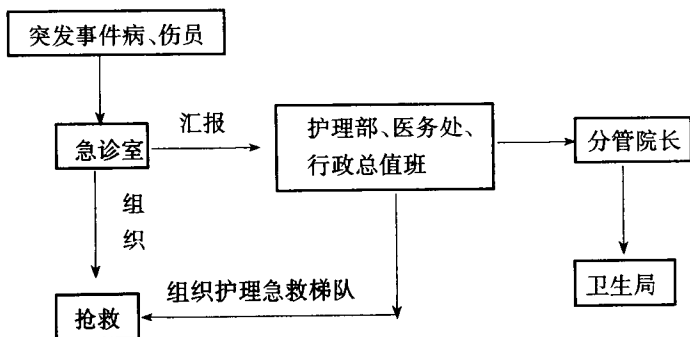 突发事件病、伤员
急诊室
汇报
护理部、医务处、
行政总值班
分管院长
组
织
组织护理急救梯队
抢救
卫生局